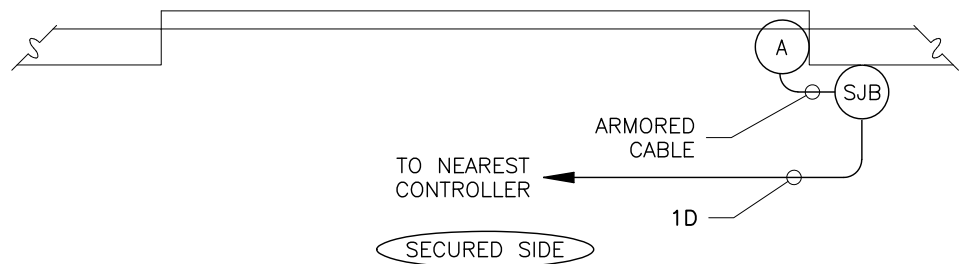 A
SJB
ARMORED
CABLE
TO NEAREST
CONTROLLER
1D
SECURED SIDE